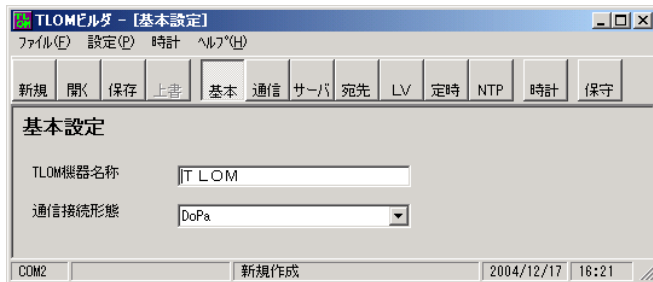 TLOMビルダ - [基本設定]
ﾌｧｲﾙ(F) 設定(P) 時計 ﾍﾙﾌﾟ(H)
新規 開く 保存 上書 基本 通信 サーバ 宛先 LV 定時 NTP 時計 保守
基本設定
TLOM機器名称 ＴＬＯＭ
通信接続形態 DoPa
COM2 新規作成 2004/12/17 16:21